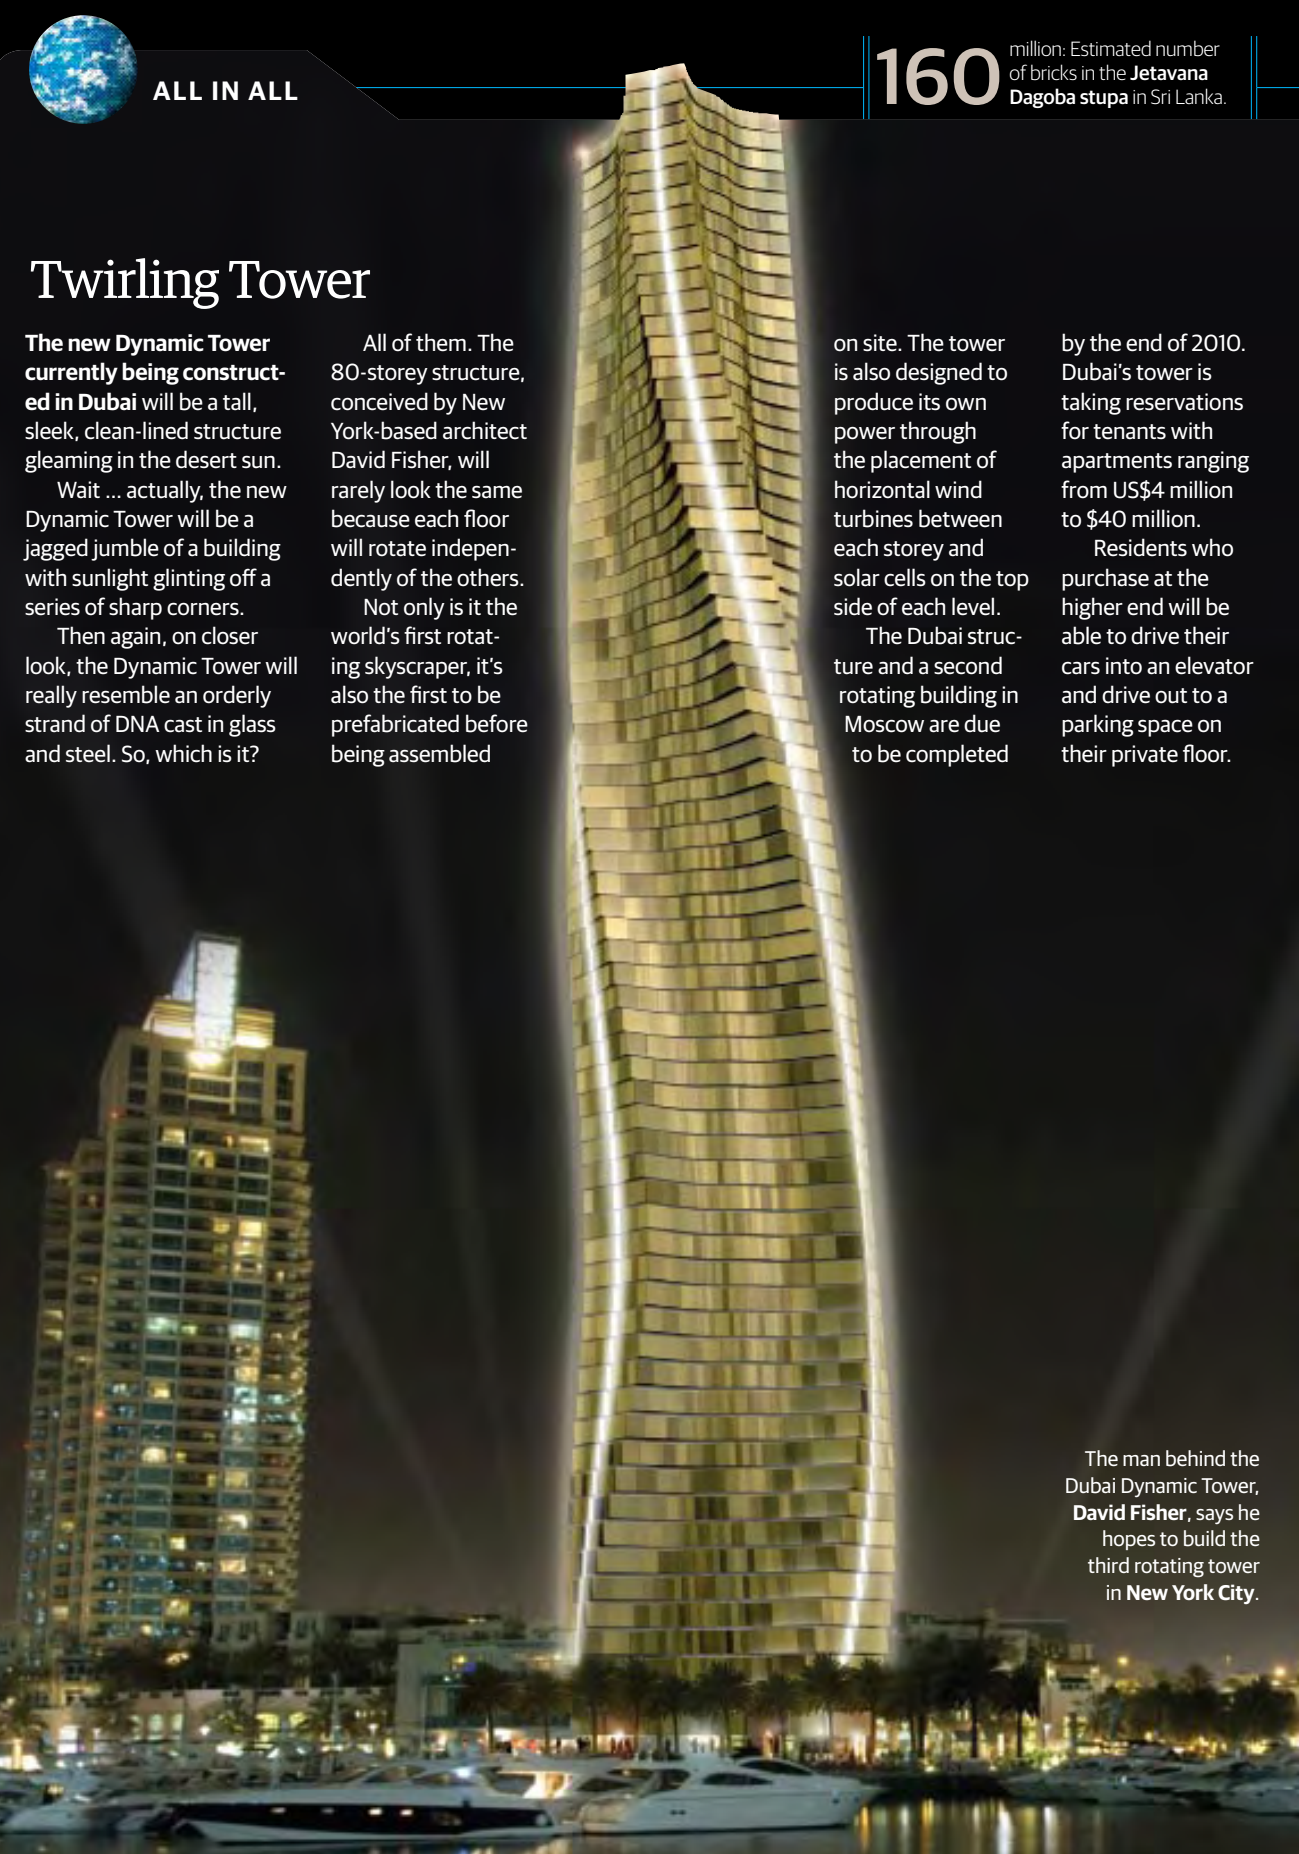 ALL IN ALL
160
million: Estimated number
of bricks in the Jetavana
Dagoba stupa in Sri Lanka.
Twirling Tower
The new Dynamic Tower
currently being construct-
ed in Dubai will be a tall,
sleek, clean-lined structure
gleaming in the desert sun.
Wait ... actually, the new
Dynamic Tower will be a
jagged jumble of a building
with sunlight glinting off a
series of sharp corners.
Then again, on closer
look, the Dynamic Tower will
really resemble an orderly
strand of DNA cast in glass
and steel. So, which is it?
All of them. The
80-storey structure,
conceived by New
York-based architect
David Fisher, will
rarely look the same
because each floor
will rotate indepen-
dently of the others.
Not only is it the
world's first rotat-
ing skyscraper, it's
also the first to be
prefabricated before
being assembled
on site. The tower
is also designed to
produce its own
power through
the placement of
horizontal wind
turbines between
each storey and
solar cells on the top
side of each level.
The Dubai struc-
ture and a second
rotating building in
Moscow are due
to be completed
by the end of 2010.
Dubai's tower is
taking reservations
for tenants with
apartments ranging
from US$4 million
to $40 million.
Residents who
purchase at the
higher end will be
able to drive their
cars into an elevator
and drive out to a
parking space on
their private floor.
The man behind the
Dubai Dynamic Tower,
David Fisher, says he
hopes to build the
third rotating tower
in New York City.